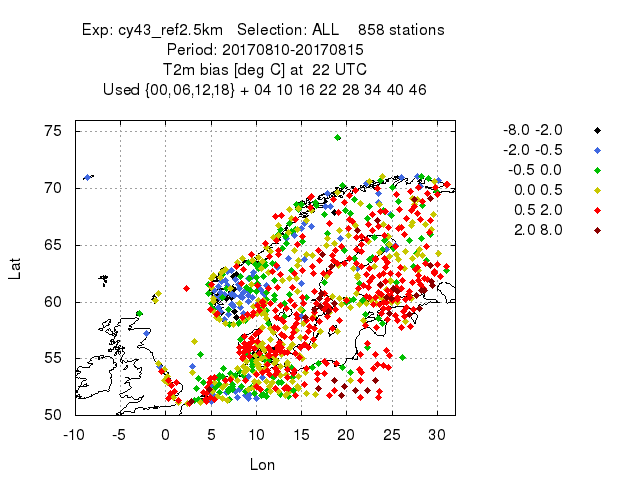 Exp: cy43_ref2.5km   Selection: ALL    858 stations
Period: 20170810-20170815
T2m bias [deg C] at  22 UTC
Used {00,06,12,18} + 04 10 16 22 28 34 40 46
-8.0 -2.0
-2.0 -0.5
-0.5 0.0
0.0 0.5
0.5 2.0
2.0 8.0
Lat
75
70
65
60
55
50
-10 -5 0 5 10 15 20 25 30
Lon